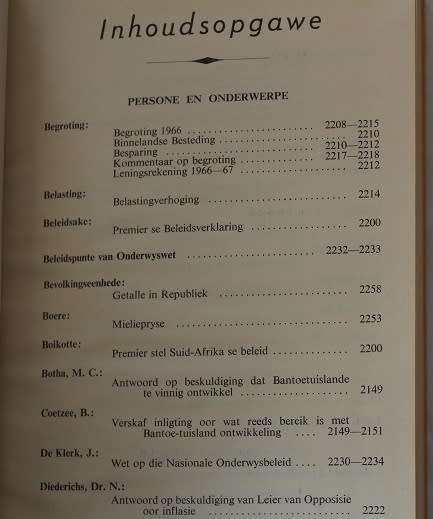 Inhoudsopgawe
PERSONE EN ONDERWERPE
Begroting:
Begroting 1966 .......................... 2208—2215
Binnelandse Besteding .......................... 2210
Besparing .......................... 2210—2212
Kommentaar op begroting .............. 2217—2218
Leningsrekening 1966—67 .......................... 2212
Belasting:
Belastingverhoging .......................... 2214
Beleidsake:
Premier se Beleidsverklaring .................. 2200
Beleidspunte van Onderwyswet .................... 2232—2233
Bevolkingseenhede:
Getalle in Republiek .......................... 2258
Boere:
Mieliepryse .......................... 2253
Boikotte:
Premier stel Suid-Afrika se beleid .............. 2200
Botha, M. C.:
Antwoord op beskuldiging dat Bantoetuislande
te vinnig ontwikkel .................... 2149
Coetzee, B.:
Verskaf inligting oor wat reeds bereik is met
Bantoe-tuisland ontwikkeling .... 2149—2151
De Klerk, J.:
Wet op die Nasionale Onderwysbeleid .... 2230—2234
Diederichs, Dr. N.:
Antwoord op beskuldiging van Leier van Opposisie
oor inflasie .......................... 2222